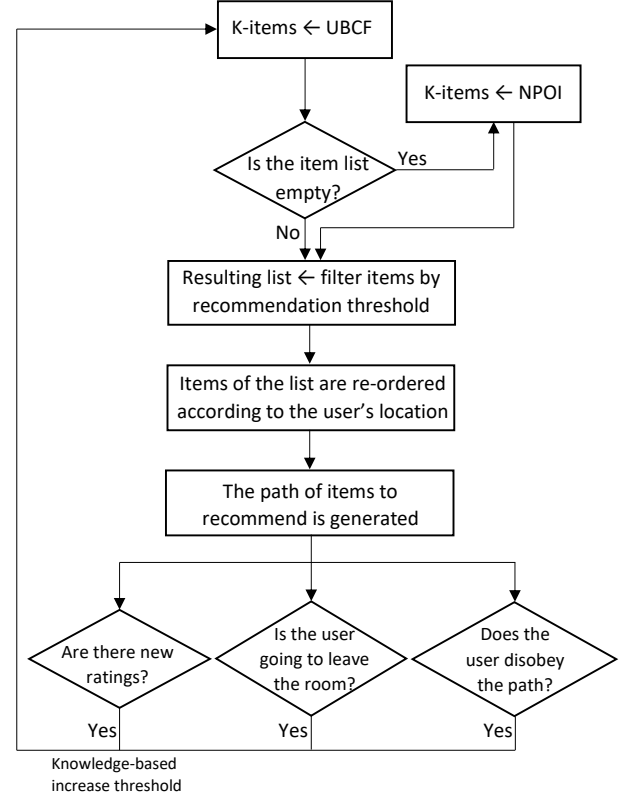 K-items ← UBCF
K-items ← NPOI
Is the item list
empty?
Yes
No
Resulting list ← filter items by
recommendation threshold
Items of the list are re-ordered
according to the user's location
The path of items to
recommend is generated
Are there new
ratings?
Is the user
going to leave
the room?
Does the
user disobey
the path?
Yes
Yes
Yes
Knowledge-based
increase threshold